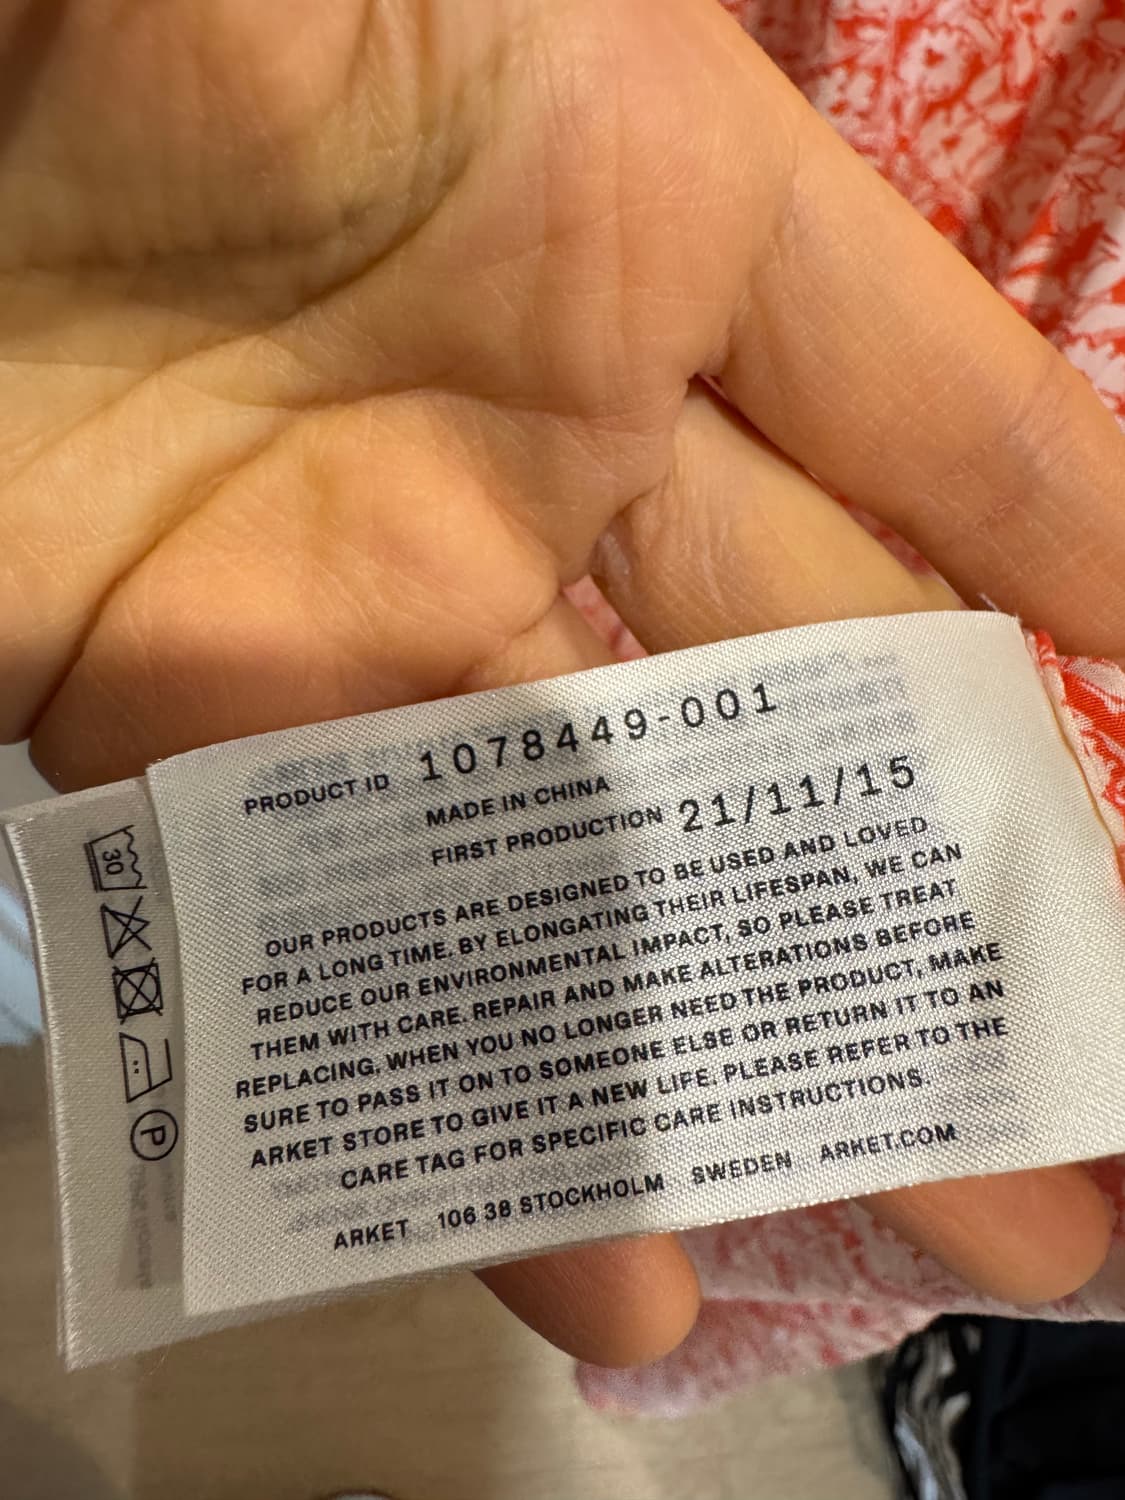 PRODUCT ID 1078449-001
MADE IN CHINA
FIRST PRODUCTION 21/11/15
OUR PRODUCTS ARE DESIGNED TO BE USED AND LOVED
FOR A LONG TIME. BY ELONGATING THEIR LIFESPAN, WE CAN
REDUCE OUR ENVIRONMENTAL IMPACT, SO PLEASE TREAT
THEM WITH CARE. REPAIR AND MAKE ALTERATIONS BEFORE
REPLACING. WHEN YOU NO LONGER NEED THE PRODUCT, MAKE
SURE TO PASS IT ON TO SOMEONE ELSE OR RETURN IT TO AN
ARKET STORE TO GIVE IT A NEW LIFE. PLEASE REFER TO THE
CARE TAG FOR SPECIFIC CARE INSTRUCTIONS.
ARKET 106 38 STOCKHOLM SWEDEN ARKET.COM
30
P